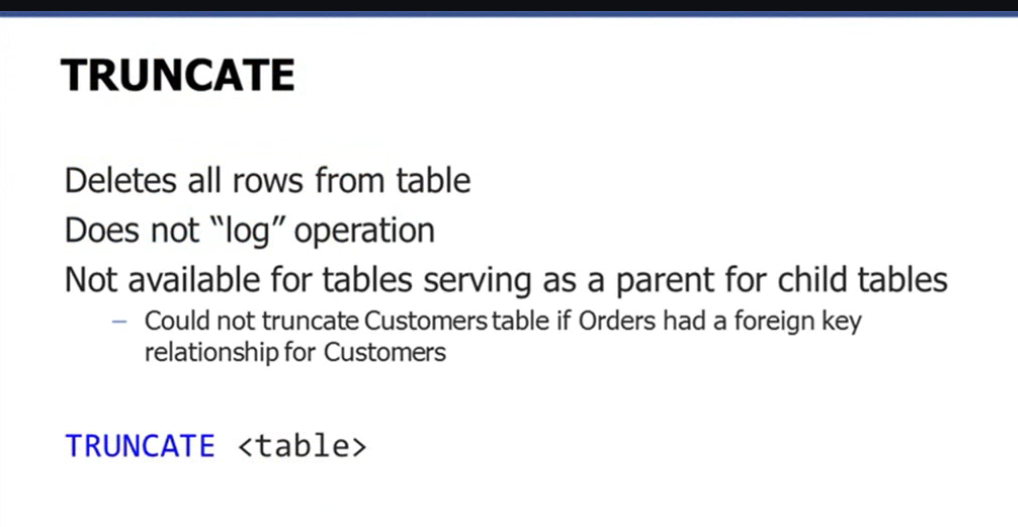 TRUNCATE
Deletes all rows from table
Does not “log” operation
Not available for tables serving as a parent for child tables
– Could not truncate Customers table if Orders had a foreign key
relationship for Customers
TRUNCATE <table>